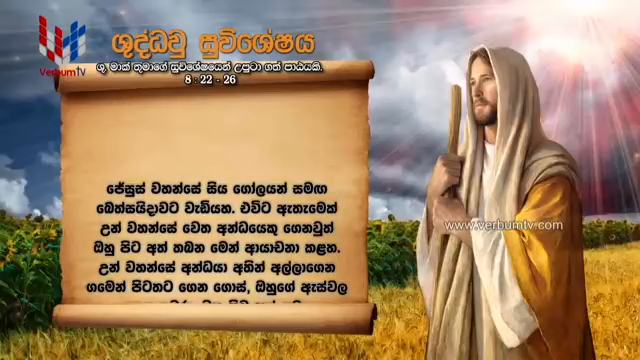 VerbumTV
ශුද්ධවූ සුවිශේෂය
ශු. මාක් තුමාගේ සුවිශේෂයෙන් උපුටා ගත් පාඨයකි.
8 : 22 - 26
ජේසුස් වහන්සේ සිය ගෝලයන් සමඟ
බෙත්සයිදාවට වැඩියහ. එවිට ඇතැමෙක්
උන් වහන්සේ වෙත අන්ධයෙකු ගෙනවුත්
ඔහු පිට අත් තබන මෙන් ආයාචනා කළහ.
උන් වහන්සේ අන්ධයා අතින් අල්ලාගෙන
ගමෙන් පිටතට ගෙන ගොස්, ඔහුගේ ඇස්වල
www.verbumtv.com